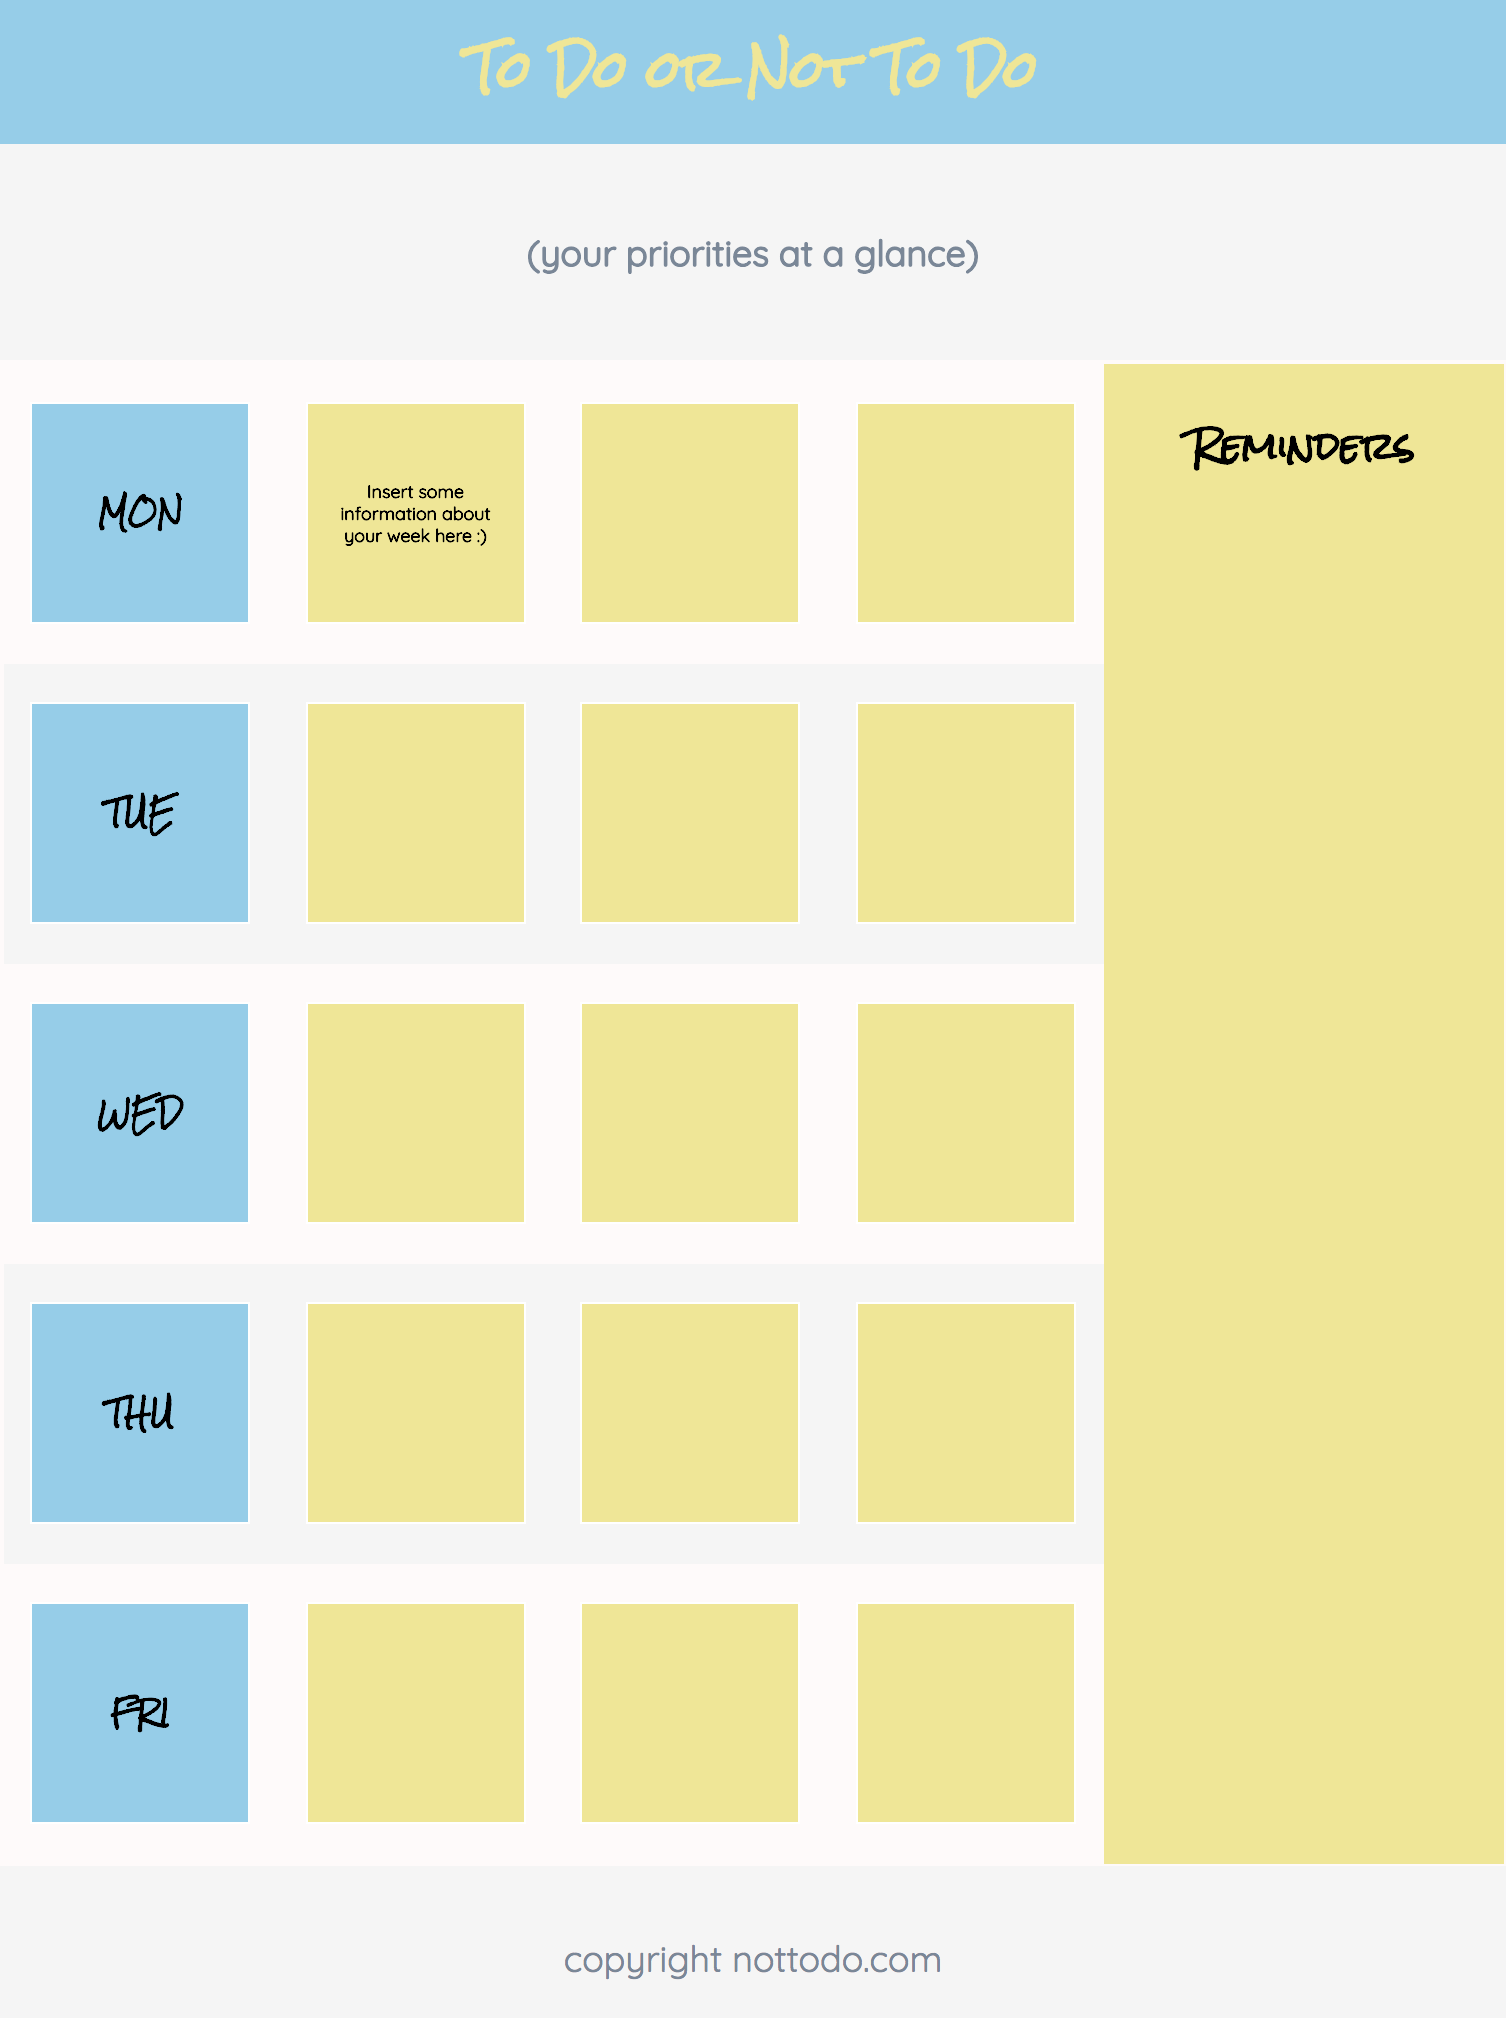 To Do or Not To Do
(your priorities at a glance)
MON
Insert some
information about
your week here :)
Reminders
TUE
WED
THU
FRI
copyright nottodo.com